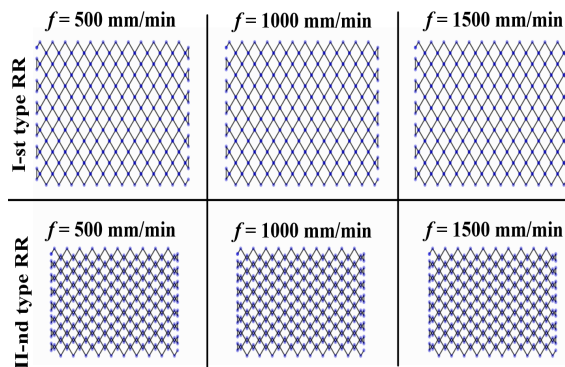 f = 500 mm/min
f = 1000 mm/min
f = 1500 mm/min
I-st type RR
f = 500 mm/min
f = 1000 mm/min
f = 1500 mm/min
II-nd type RR